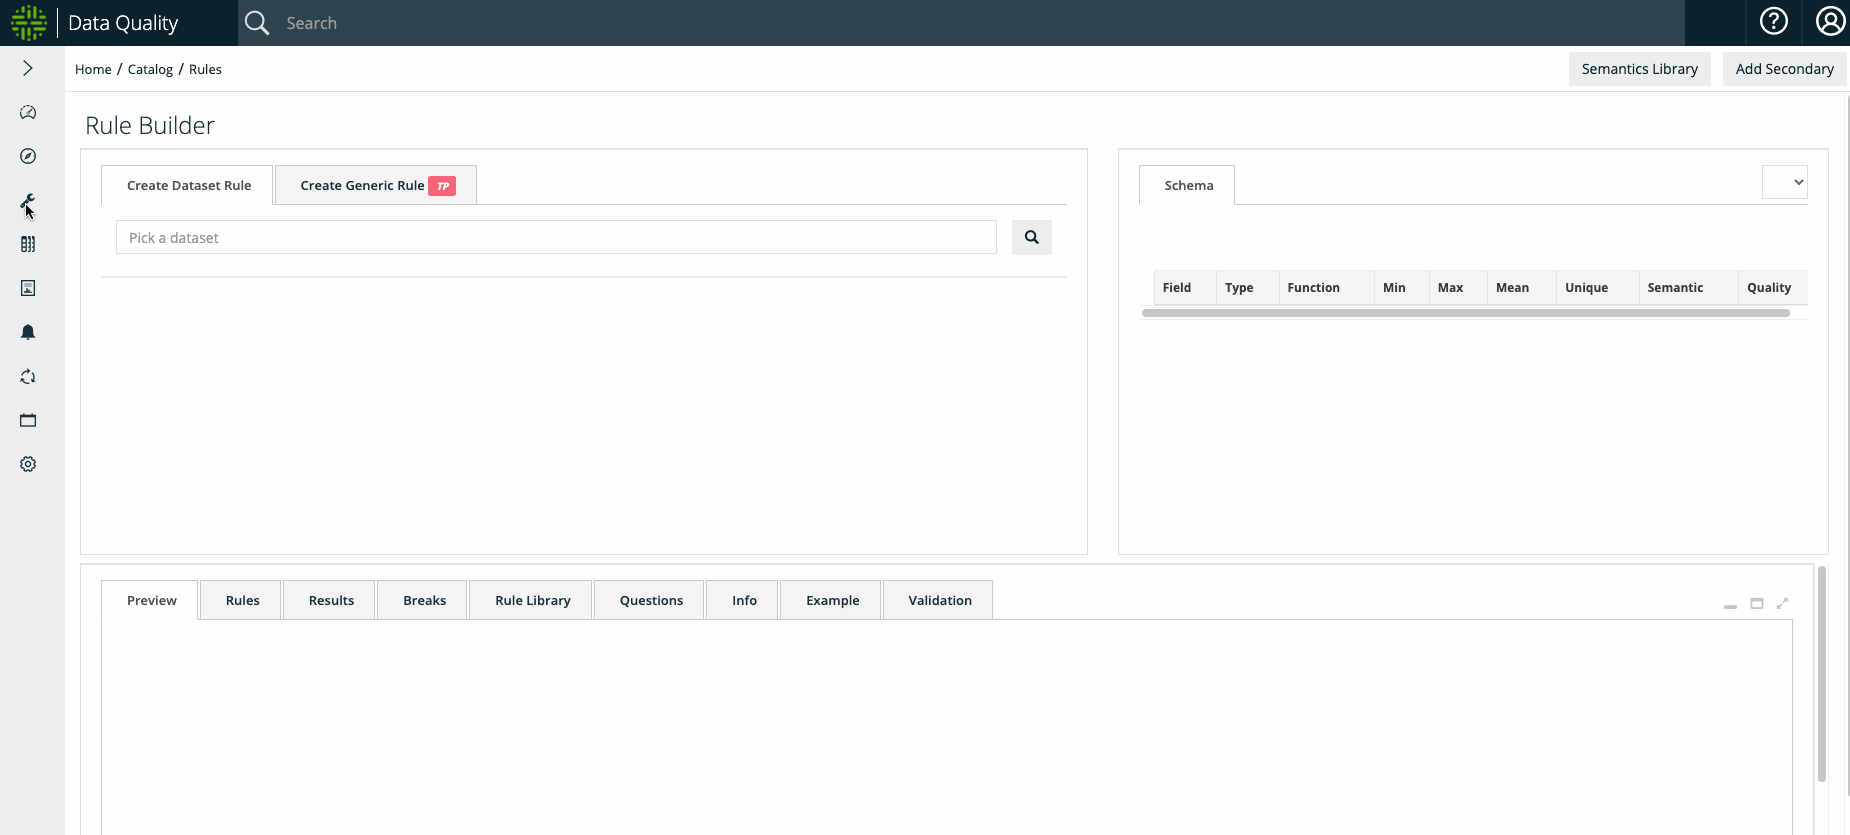 Data Quality
Search
Home / Catalog / Rules
Semantics Library
Add Secondary
Rule Builder
Create Dataset Rule
Create Generic Rule TP
Pick a dataset
Schema
Field Type Function Min Max Mean Unique Semantic Quality
Preview Rules Results Breaks Rule Library Questions Info Example Validation